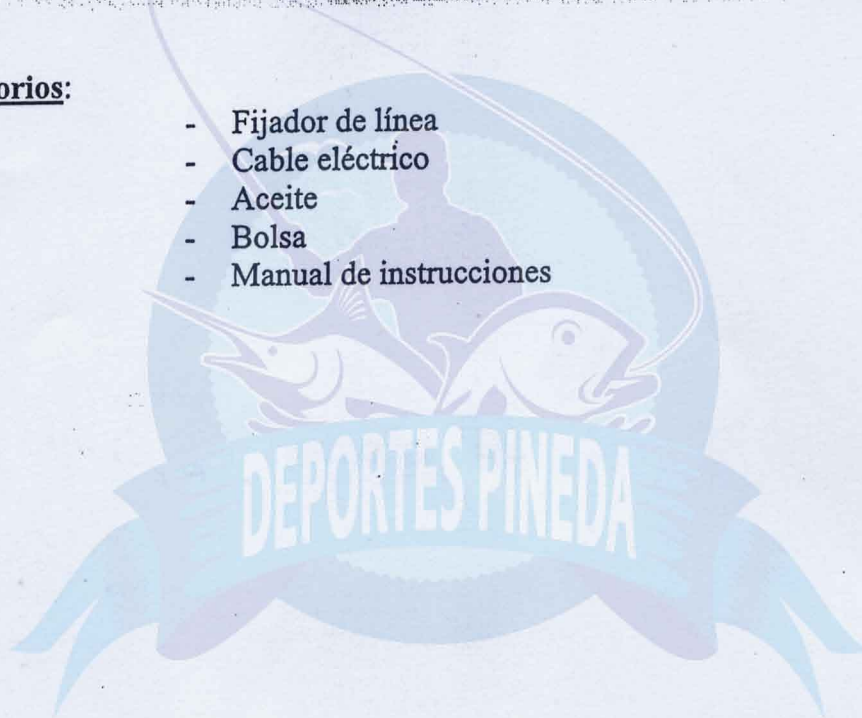 orios:
- Fijador de línea
- Cable eléctrico
- Aceite
- Bolsa
- Manual de instrucciones
DEPORTES PINEDA